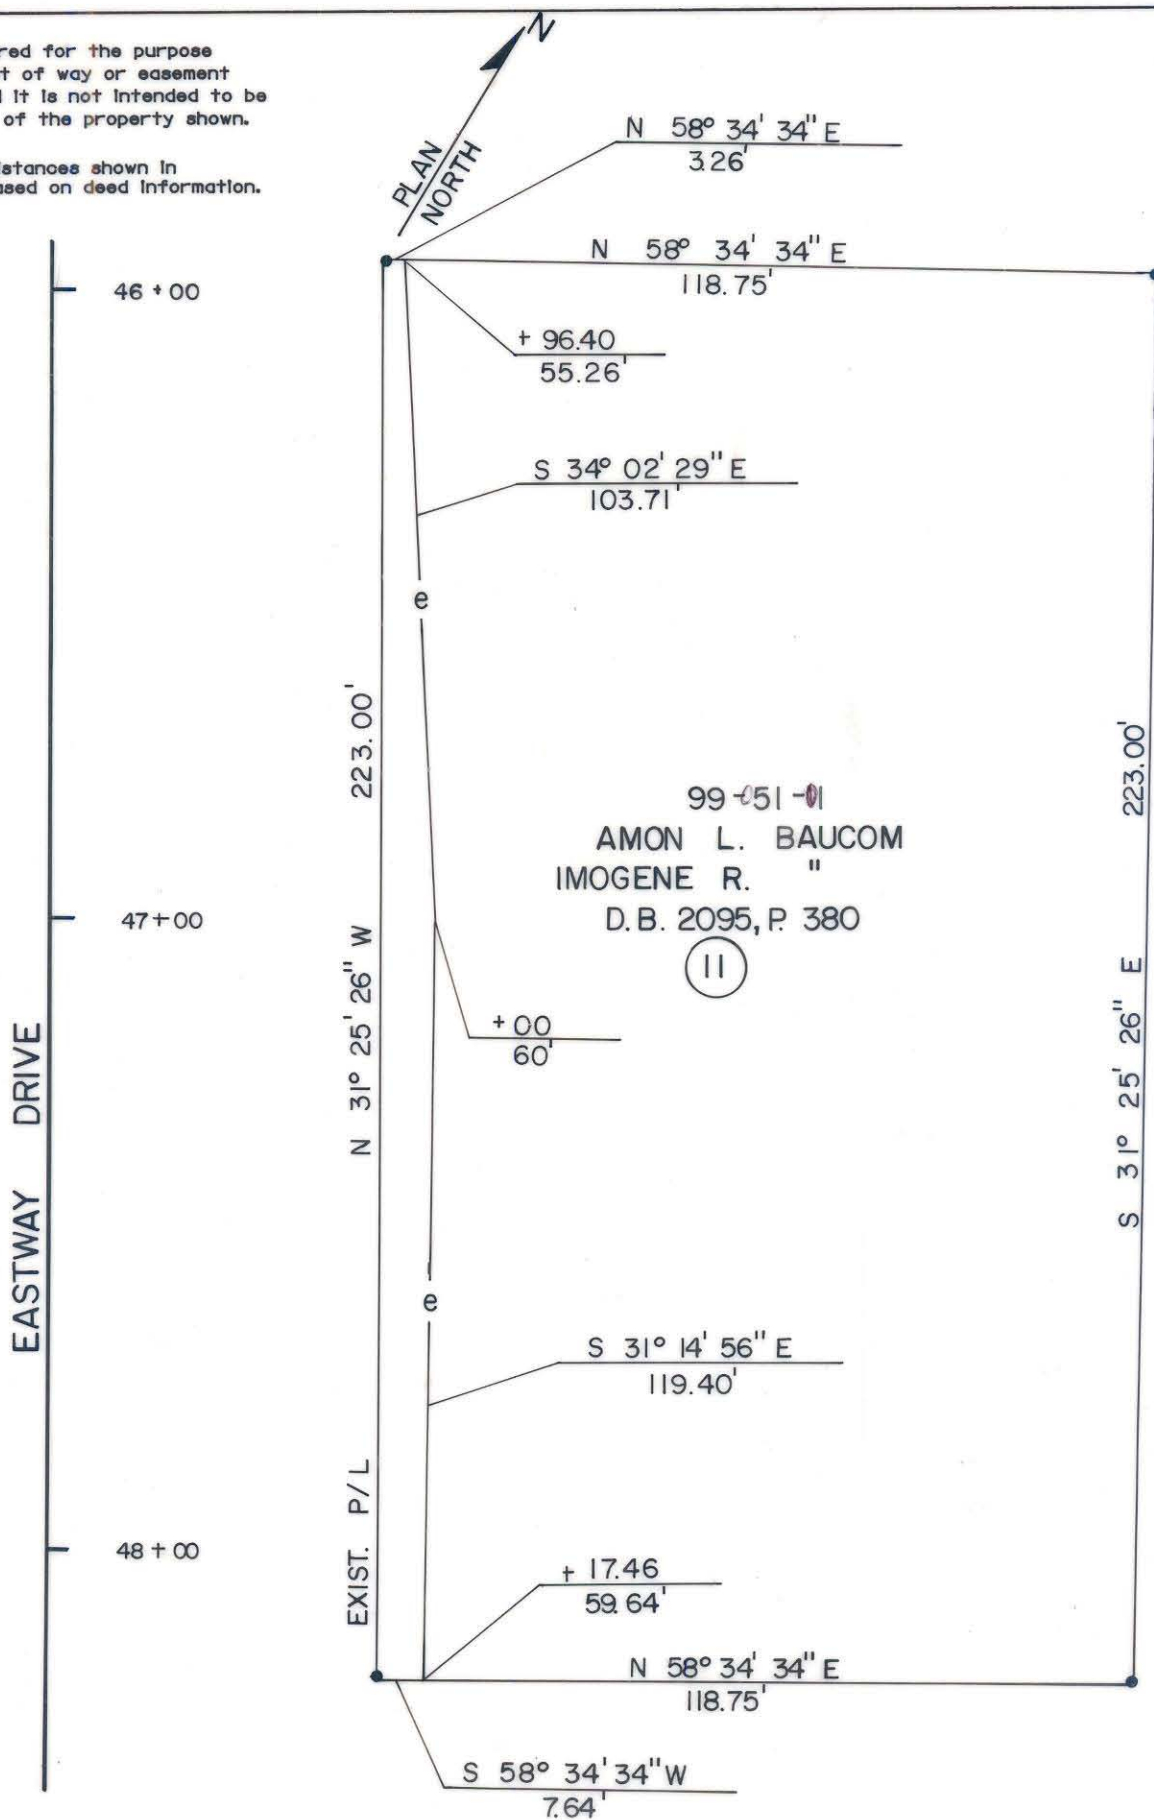 red for the purpose
t of way or easement
it is not intended to be
of the property shown.
istances shown in
ased on deed information.
N
PLAN
NORTH
N 58° 34' 34" E
3.26'
N 58° 34' 34" E
118.75'
46+00
+ 96.40
55.26'
S 34° 02' 29" E
103.71'
e
223.00'
N 31° 25' 26" W
EXIST. P/L
99-051-01
AMON L. BAUCOM
IMOGENE R. "
D.B. 2095, P. 380
11
223.00'
S 31° 25' 26" E
47+00
+00
60'
EASTWAY DRIVE
e
S 31° 14' 56" E
119.40'
48+00
+ 17.46
59.64'
N 58° 34' 34" E
118.75'
S 58° 34' 34" W
7.64'